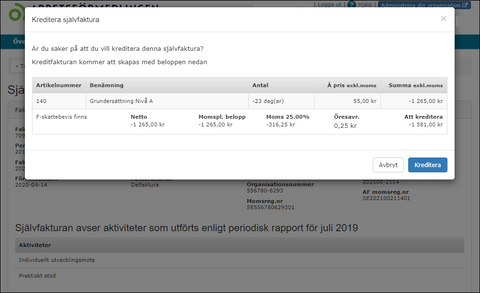 ARBETSFÖRMEDLINGEN
Logga ut
Hjälp
Administrera din organisation
Kreditera självfaktura
×
Är du säker på att du vill kreditera denna självfaktura?
Kreditfakturan kommer att skapas med beloppen nedan
Artikelnummer Benämning Antal À pris exkl.moms Summa exkl.moms
140 Grundersättning Nivå A -23 dag(ar) 55,00 kr -1 265,00 kr
F-skattebevis finns Netto Momspl. belopp Moms 25.00% Öresavr. Att kreditera
-1 265,00 kr -1 265,00 kr -316,25 kr 0,25 kr -1 581,00 kr
Avbryt Kreditera
2020-04-14 Delfaktura
Organisationsnummer
556780-6293
202100-2114
Momsreg.nr
SE556780629301
AF momsreg.nr
SE202100211401
Självfakturan avser aktiviteter som utförts enligt periodisk rapport för juli 2019
Aktiviteter
Individuellt utvecklingsmöte
Praktiskt stöd